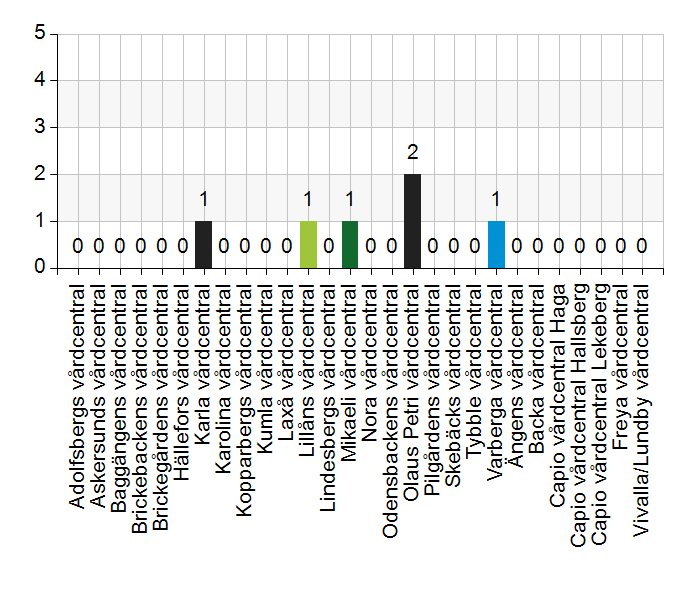 5
4
3
2
1
0
0 0 0 0 0 0 1 0 0 0 0 1 0 1 0 0 2 0 0 0 1 0 0 0 0 0 0 0
Adolfsbergs vårdcentral
Askersunds vårdcentral
Baggängens vårdcentral
Brickebackens vårdcentral
Brickegårdens vårdcentral
Hällefors vårdcentral
Karla vårdcentral
Karolina vårdcentral
Kopparbergs vårdcentral
Kumla vårdcentral
Laxå vårdcentral
Lillåns vårdcentral
Lindesbergs vårdcentral
Mikaeli vårdcentral
Nora vårdcentral
Odensbackens vårdcentral
Olaus Petri vårdcentral
Pilgårdens vårdcentral
Skebäcks vårdcentral
Tybble vårdcentral
Varberga vårdcentral
Ängens vårdcentral
Backa vårdcentral
Capio vårdcentral Haga
Capio vårdcentral Hallsberg
Capio vårdcentral Lekeberg
Freya vårdcentral
Vivalla/Lundby vårdcentral